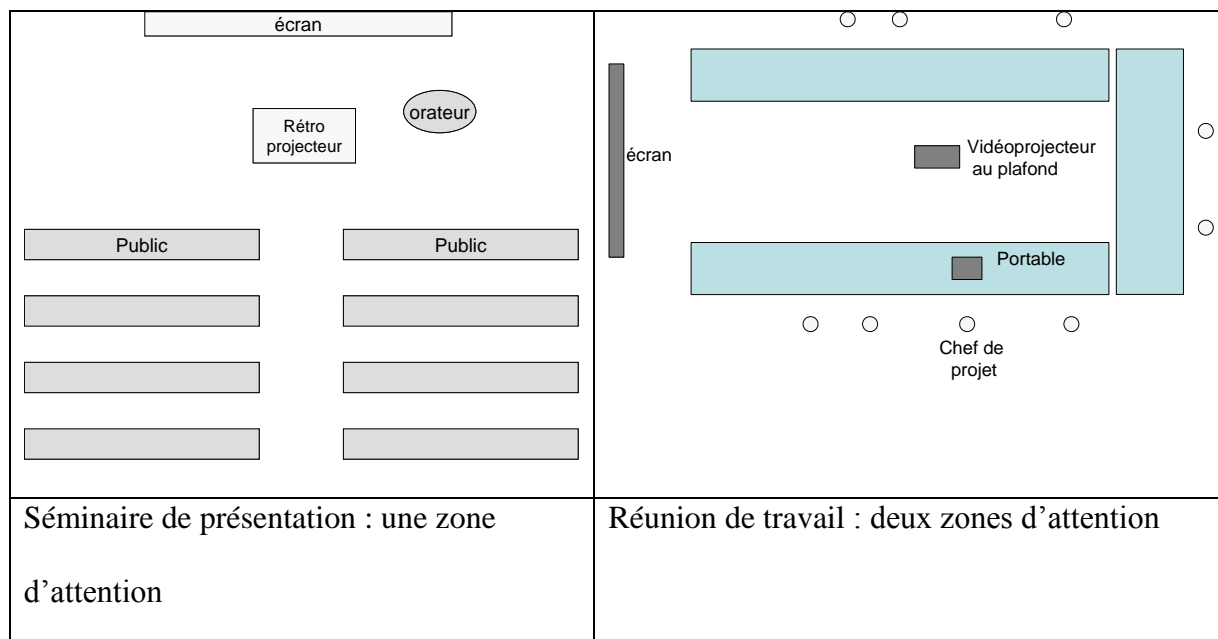 écran
orateur
Rétro
projecteur
Public
Public
écran
Vidéoprojecteur
au plafond
Portable
Chef de
projet
Séminaire de présentation : une zone
d’attention
Réunion de travail : deux zones d’attention